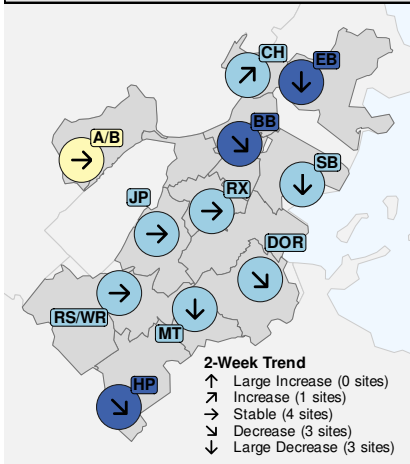 CH
EB
BB
A/B
SB
RX
JP
DOR
RS/WR
MT
HP
2-Week Trend
↑ Large Increase (0 sites)
↗ Increase (1 sites)
→ Stable (4 sites)
↘ Decrease (3 sites)
↓ Large Decrease (3 sites)